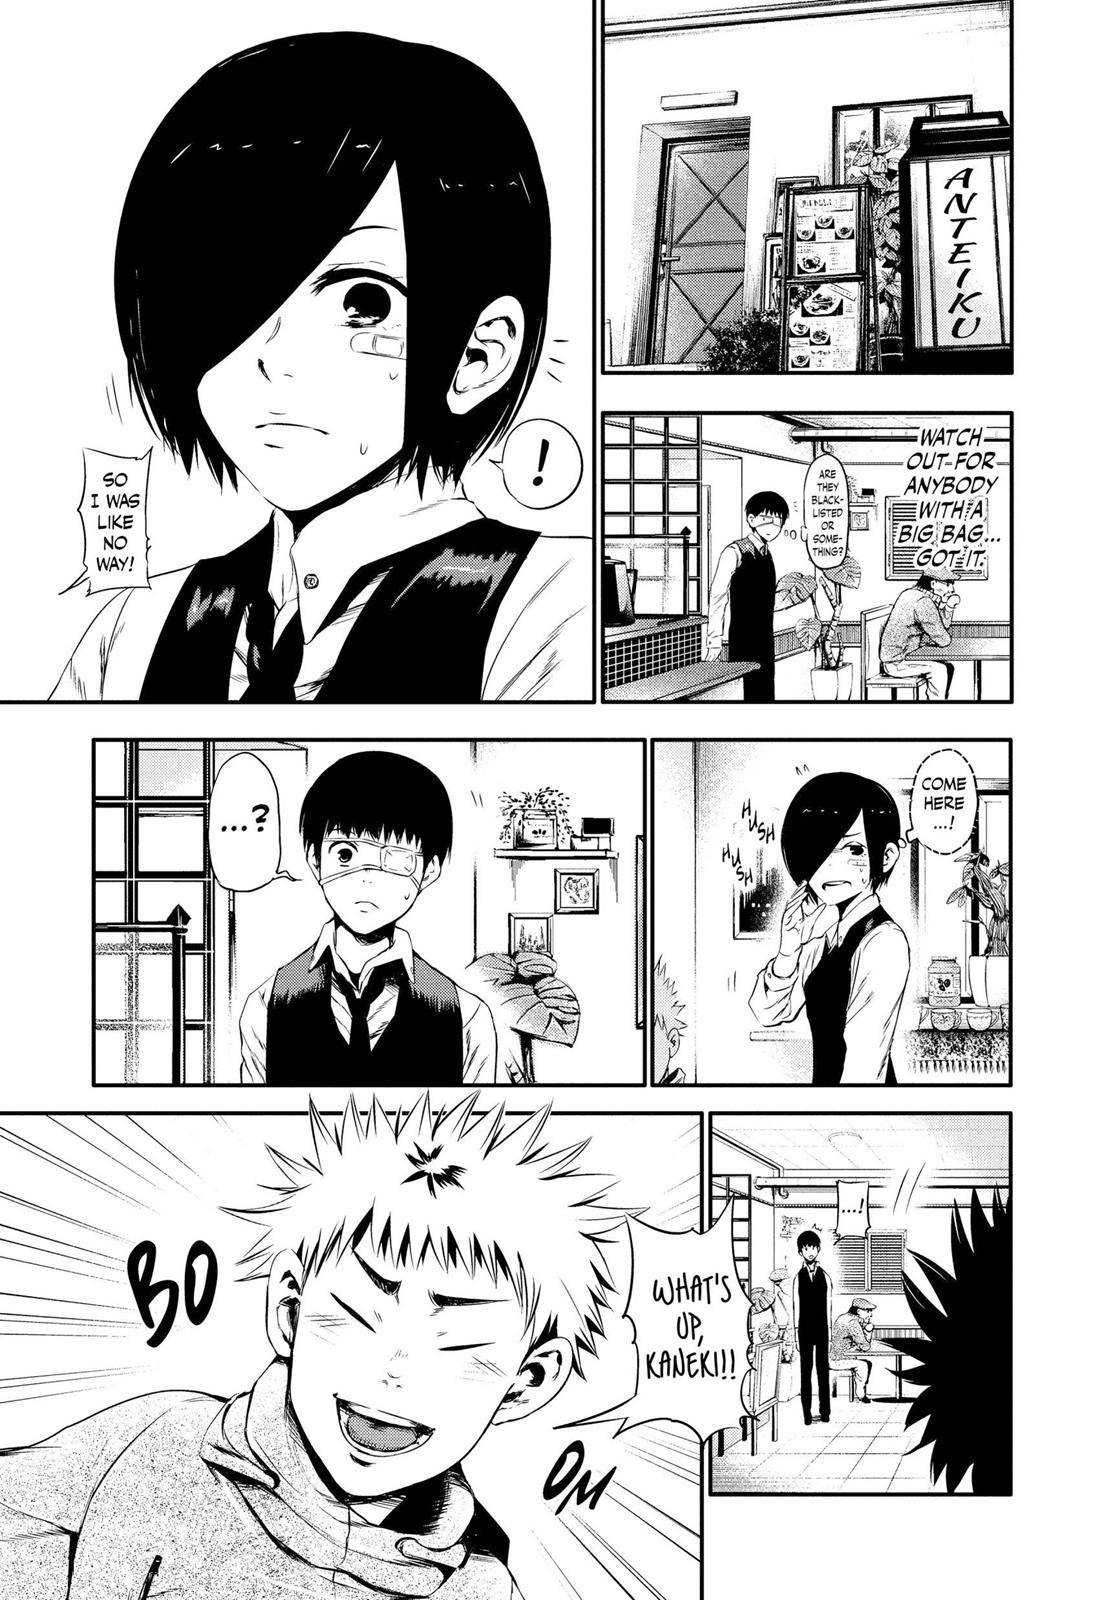 ANTEIKU
WATCH
OUT FOR
ANYBODY
WITH A
BIG BAG...
GOT IT.
ARE
THEY
BLACK-
LISTED
OR
SOME-
THING?
!
SO
I WAS
LIKE
NO
WAY!
COME
HERE
...!
HUSH
HUSH
...?
...!
WHAT'S
UP,
KANEKI!!
BO
OM